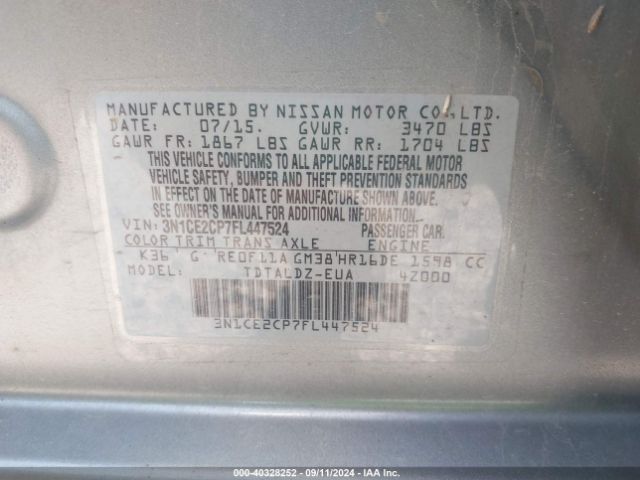 MANUFACTURED BY NISSAN MOTOR CO.,LTD.
DATE: 07/15. GVWR: 3470 LBS
GAWR FR: 1867 LBS GAWR RR: 1704 LBS
THIS VEHICLE CONFORMS TO ALL APPLICABLE FEDERAL MOTOR
VEHICLE SAFETY, BUMPER AND THEFT PREVENTION STANDARDS
IN EFFECT ON THE DATE OF MANUFACTURE SHOWN ABOVE.
SEE OWNER'S MANUAL FOR ADDITIONAL INFORMATION.
VIN: 3N1CE2CP7FL447524 PASSENGER CAR.
COLOR TRIM TRANS AXLE ENGINE
K36 G RE0F11A GM38 HR16DE 1598 CC
MODEL: TDTALDZ-EUA 4Z000
3N1CE2CP7FL447524
000-40328252 - 09/11/2024 - IAA Inc.